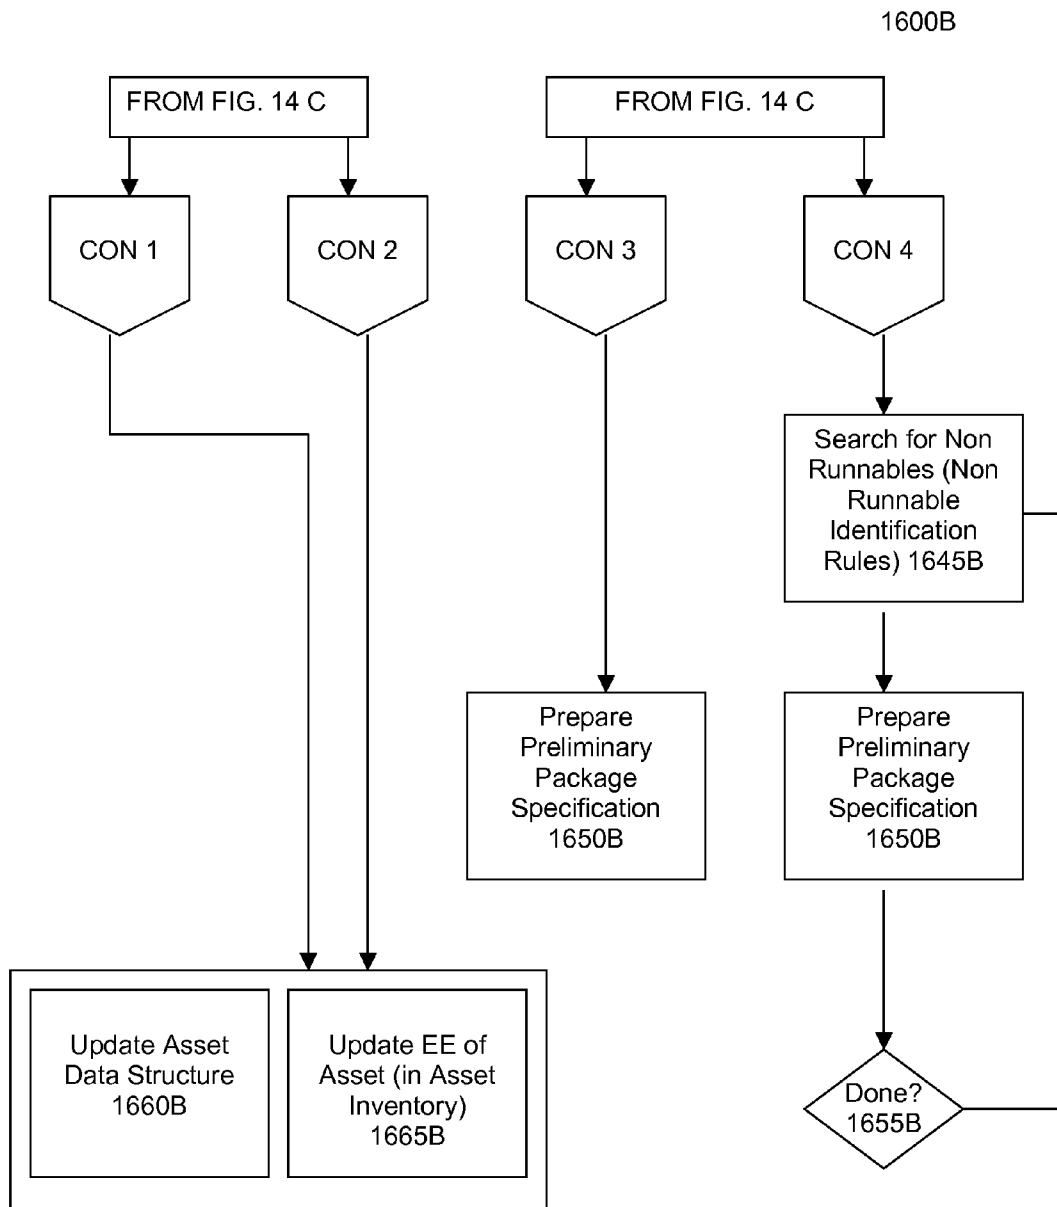 1600B
FROM FIG. 14 C
FROM FIG. 14 C
CON 1
CON 2
CON 3
CON 4
Search for Non
Runnables (Non
Runnable
Identification
Rules) 1645B
Prepare
Preliminary
Package
Specification
1650B
Prepare
Preliminary
Package
Specification
1650B
Update Asset
Data Structure
1660B
Update EE of
Asset (in Asset
Inventory)
1665B
Done?
1655B